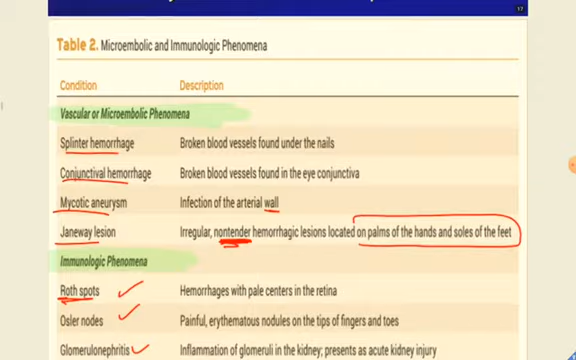 17
Table 2. Microembolic and Immunologic Phenomena
Condition Description
Vascular or Microembolic Phenomena
Splinter hemorrhage Broken blood vessels found under the nails
Conjunctival hemorrhage Broken blood vessels found in the eye conjunctiva
Mycotic aneurysm Infection of the arterial wall
Janeway lesion Irregular, nontender hemorrhagic lesions located on palms of the hands and soles of the feet
Immunologic Phenomena
Roth spots Hemorrhages with pale centers in the retina
Osler nodes Painful, erythematous nodules on the tips of fingers and toes
Glomerulonephritis Inflammation of glomeruli in the kidney; presents as acute kidney injury